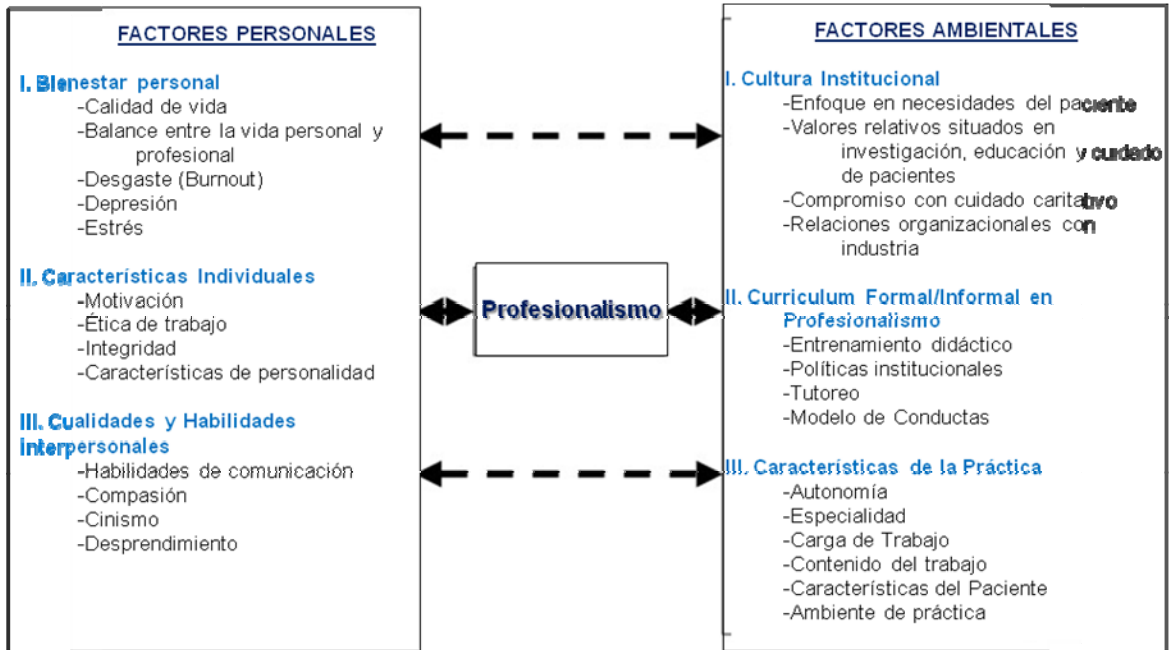 FACTORES PERSONALES
I. Bienestar personal
-Calidad de vida
-Balance entre la vida personal y
profesional
-Desgaste (Burnout)
-Depresión
-Estrés
II. Características Individuales
-Motivación
-Ética de trabajo
-Integridad
-Características de personalidad
III. Cualidades y Habilidades
interpersonales
-Habilidades de comunicación
-Compasión
-Cinismo
-Desprendimiento
Profesionalismo
FACTORES AMBIENTALES
I. Cultura Institucional
-Enfoque en necesidades del paciente
-Valores relativos situados en
investigación, educación y cuidado
de pacientes
-Compromiso con cuidado caritativo
-Relaciones organizacionales con
industria
II. Curriculum Formal/Informal en
Profesionalismo
-Entrenamiento didáctico
-Políticas institucionales
-Tutoreo
-Modelo de Conductas
III. Características de la Práctica
-Autonomía
-Especialidad
-Carga de Trabajo
-Contenido del trabajo
-Características del Paciente
-Ambiente de práctica